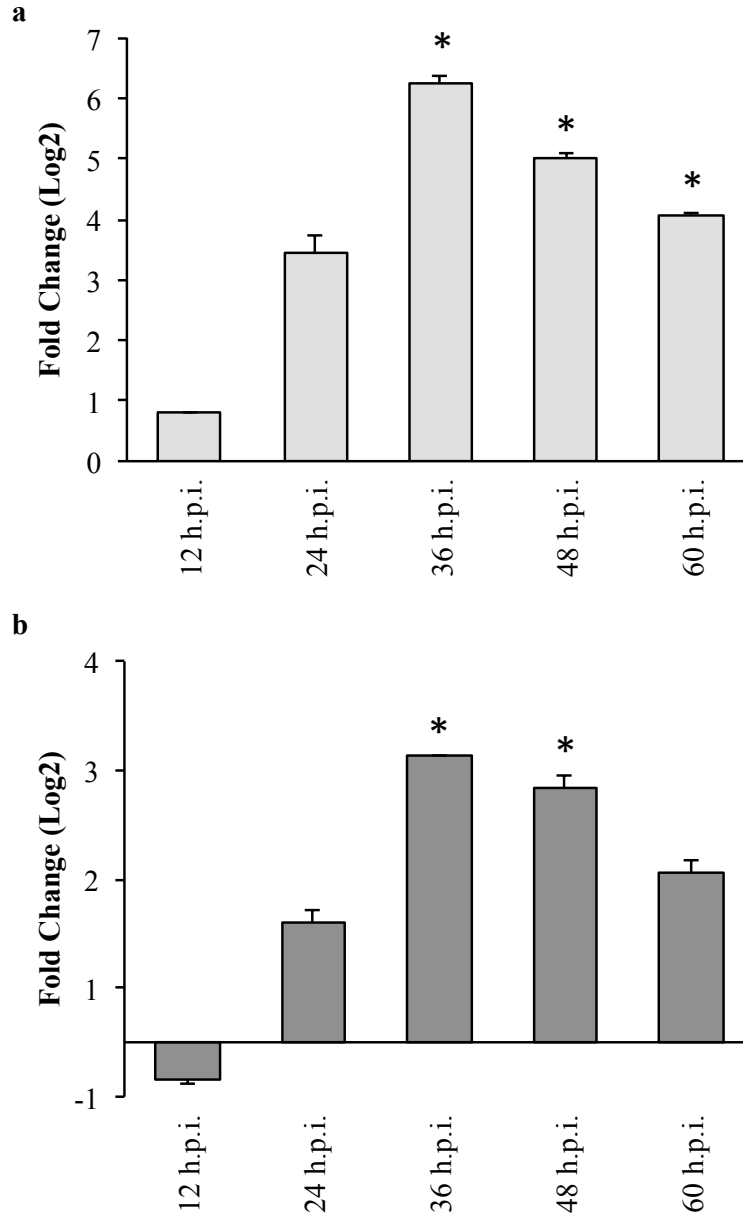 a
Fold Change (Log2)
7
6
5
4
3
2
1
0
*
*
*
12 h.p.i.
24 h.p.i.
36 h.p.i.
48 h.p.i.
60 h.p.i.
b
Fold Change (Log2)
4
3
2
1
-1
*
*
12 h.p.i.
24 h.p.i.
36 h.p.i.
48 h.p.i.
60 h.p.i.